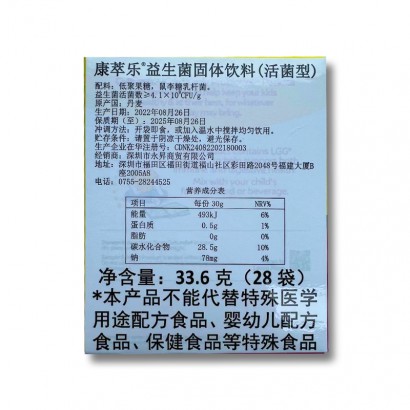 康萃乐®益生菌固体饮料(活菌型)
配料：低聚果糖，鼠李糖乳杆菌。
益生菌活菌数≥4.1×10⁹CFU/g
原产国：丹麦
生产日期：2022年08月26日
保质期至：2025年08月26日
冲调方法：开袋即食，或加入温水中搅拌均匀饮用。
贮存条件：请置于阴凉干燥处，避光保存。
生产企业在华注册号：CDNK24082202180003
经销商：深圳市永昇商贸有限公司
地址：深圳市福田区福田街道福山社区彩田路2048号福建大厦B
座2005A8
电话：0755-28244525
营养成分表
项目 每份30g NRV%
能量 493kJ 6%
蛋白质 0.5g 1%
脂肪 0g 0%
碳水化合物 28.5g 10%
钠 78mg 4%
净含量：33.6克（28袋）
*本产品不能代替特殊医学
用途配方食品、婴幼儿配方
食品、保健食品等特殊食品